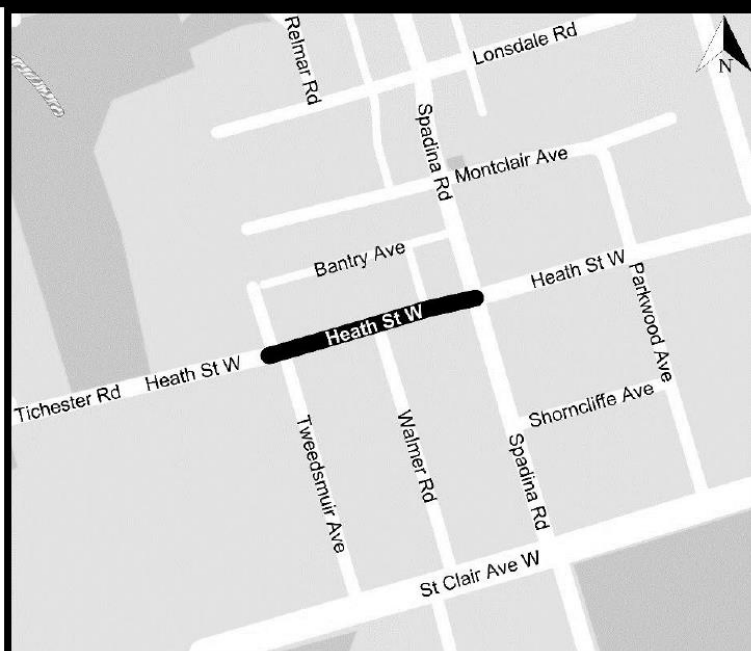 Relmar Rd
Lonsdale Rd
N
Spadina Rd
Montclair Ave
Bantry Ave
Heath St W
Heath St W
Parkwood Ave
Tichester Rd
Heath St W
Shorncliffe Ave
Tweedsmuir Ave
Walmer Rd
Spadina Rd
St Clair Ave W